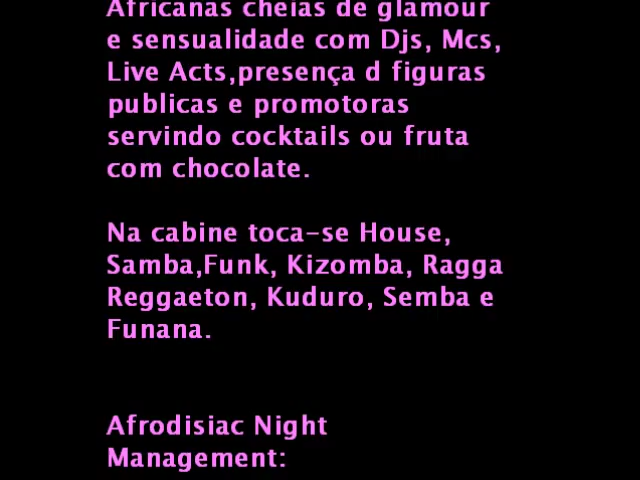 Africanas cheias de glamour
e sensualidade com Djs, Mcs,
Live Acts,presença d figuras
publicas e promotoras
servindo cocktails ou fruta
com chocolate.
Na cabine toca-se House,
Samba,Funk, Kizomba, Ragga
Reggaeton, Kuduro, Semba e
Funana.
Afrodisiac Night
Management: